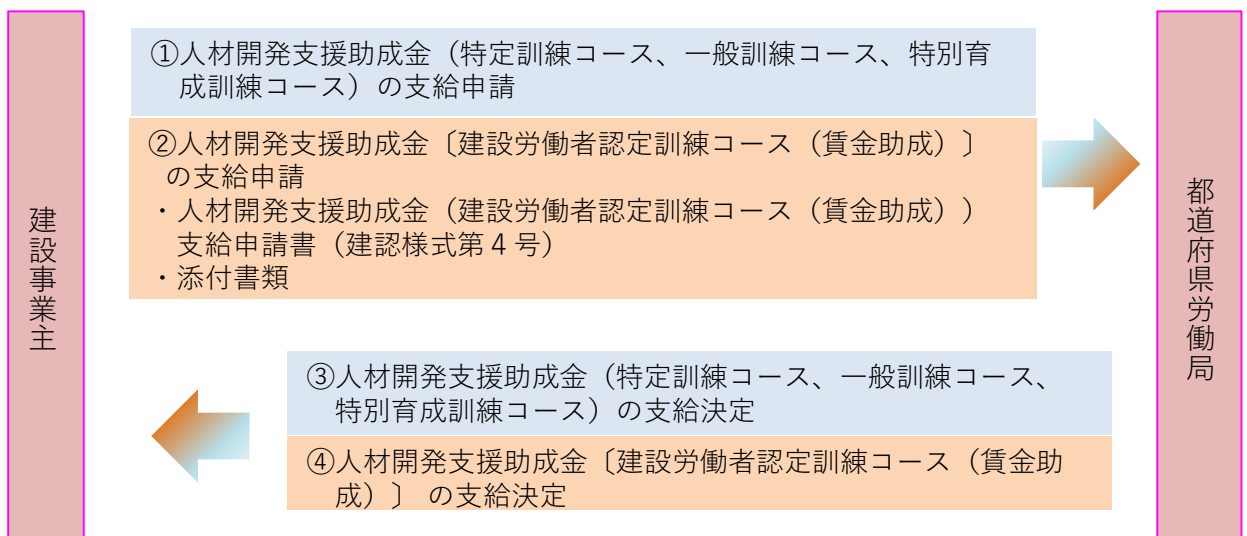 建設事業主
①人材開発支援助成金（特定訓練コース、一般訓練コース、特別育
成訓練コース）の支給申請
②人材開発支援助成金〔建設労働者認定訓練コース（賃金助成）〕
の支給申請
・人材開発支援助成金（建設労働者認定訓練コース（賃金助成））
支給申請書（建認様式第４号）
・添付書類
③人材開発支援助成金（特定訓練コース、一般訓練コース、
特別育成訓練コース）の支給決定
④人材開発支援助成金〔建設労働者認定訓練コース（賃金助
成）〕 の支給決定
都道府県労働局